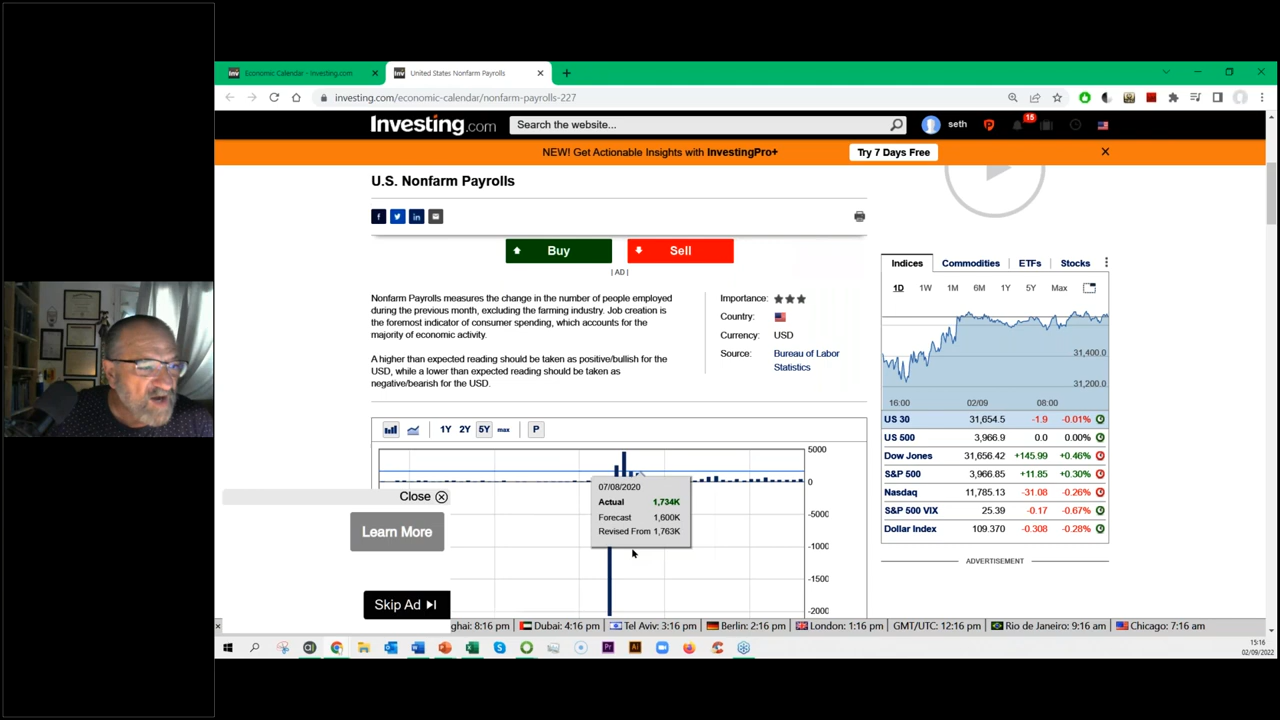 Economic Calendar - Investing.com
United States Nonfarm Payrolls
investing.com/economic-calendar/nonfarm-payrolls-227
Investing.com
Search the website...
seth
15
NEW! Get Actionable Insights with InvestingPro+
Try 7 Days Free
U.S. Nonfarm Payrolls
Buy
Sell
| AD |
Nonfarm Payrolls measures the change in the number of people employed
during the previous month, excluding the farming industry. Job creation is
the foremost indicator of consumer spending, which accounts for the
majority of economic activity.
A higher than expected reading should be taken as positive/bullish for the
USD, while a lower than expected reading should be taken as
negative/bearish for the USD.
Importance:
Country:
Currency: USD
Source: Bureau of Labor
Statistics
1Y 2Y 5Y max P
5000
0
-5000
-1000
-1500
-2000
07/08/2020
Actual 1,734K
Forecast 1,600K
Revised From 1,763K
Close
Learn More
Skip Ad
Indices Commodities ETFs Stocks
1D 1W 1M 6M 1Y 5Y Max
31,400.0
31,200.0
16:00 02/09 08:00
US 30 31,654.5 -1.9 -0.01%
US 500 3,966.9 0.0 0.00%
Dow Jones 31,656.42 +145.99 +0.46%
S&P 500 3,966.85 +11.85 +0.30%
Nasdaq 11,785.13 -31.08 -0.26%
S&P 500 VIX 25.39 -0.17 -0.67%
Dollar Index 109.370 -0.308 -0.28%
ADVERTISEMENT
ghai: 8:16 pm Dubai: 4:16 pm Tel Aviv: 3:16 pm Berlin: 2:16 pm London: 1:16 pm GMT/UTC: 12:16 pm Rio de Janeiro: 9:16 am Chicago: 7:16 am
15:16
02/09/2022